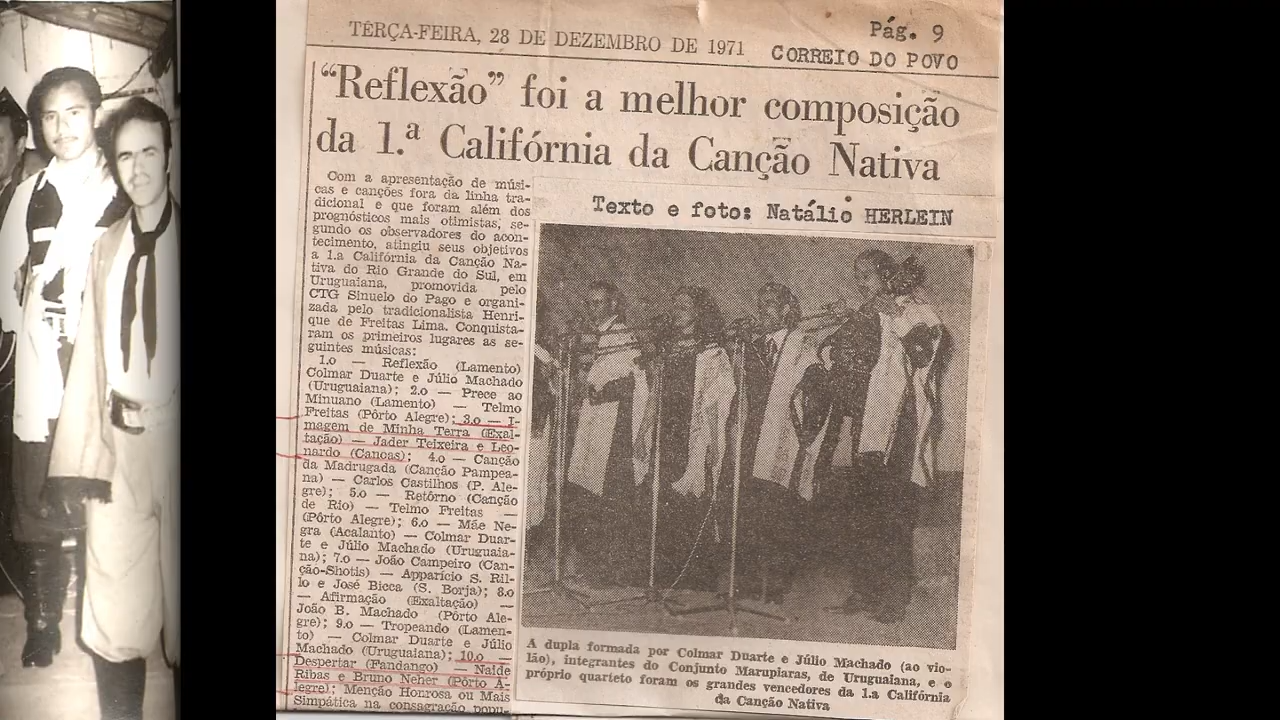 Pág. 9
TÊRÇA-FEIRA, 28 DE DEZEMBRO DE 1971 CORREIO DO POVO
“Reflexão” foi a melhor composição
da 1.ª Califórnia da Canção Nativa
Com a apresentação de músi-
cas e canções fora da linha tra-
dicional e que foram além dos
prognósticos mais otimistas, se-
gundo os observadores do acon-
tecimento, atingiu seus objetivos
a 1.a Califórnia da Canção Na-
tiva do Rio Grande do Sul, em
Uruguaiana, promovida pelo
CTG Sinuelo do Pago e organi-
zada pelo tradicionalista Henri-
que de Freitas Lima. Conquista-
ram os primeiros lugares as se-
guintes músicas:
1.o — Reflexão (Lamento)
Colmar Duarte e Júlio Machado
(Uruguaiana); 2.o — Prece ao
Minuano (Lamento) — Telmo
Freitas (Pôrto Alegre); 3.o — I-
magem de Minha Terra (Exal-
tação) — Jader Teixeira e Leo-
nardo (Canoas); 4.o — Canção
da Madrugada (Canção Pampea-
na) — Carlos Castilhos (P. Ale-
gre); 5.o — Retôrno (Canção
de Rio) — Telmo Freitas —
(Pôrto Alegre); 6.o — Mãe Ne-
gra (Acalanto) — Colmar Duar-
te e Júlio Machado (Uruguaia-
na); 7.o — João Campeiro (Can-
ção-Shotis) — Apparício S. Ril-
lo e José Bicca (S. Borja); 8.o
— Afirmação (Exaltação) —
João B. Machado (Pôrto Ale-
gre); 9.o — Tropeando (Lamen-
to) — Colmar Duarte e Júlio
Machado (Uruguaiana); 10.o —
Despertar (Fandango) — Naide
Ribas e Bruno Neher (Pôrto A-
legre); Menção Honrosa ou Mais
Simpática na consagração popu-
Texto e foto: Natálio HERLEIN
A dupla formada por Colmar Duarte e Júlio Machado (ao vio-
lão), integrantes do Conjunto Marupiaras, de Uruguaiana, e o
próprio quarteto foram os grandes vencedores da 1.a Califórnia
da Canção Nativa